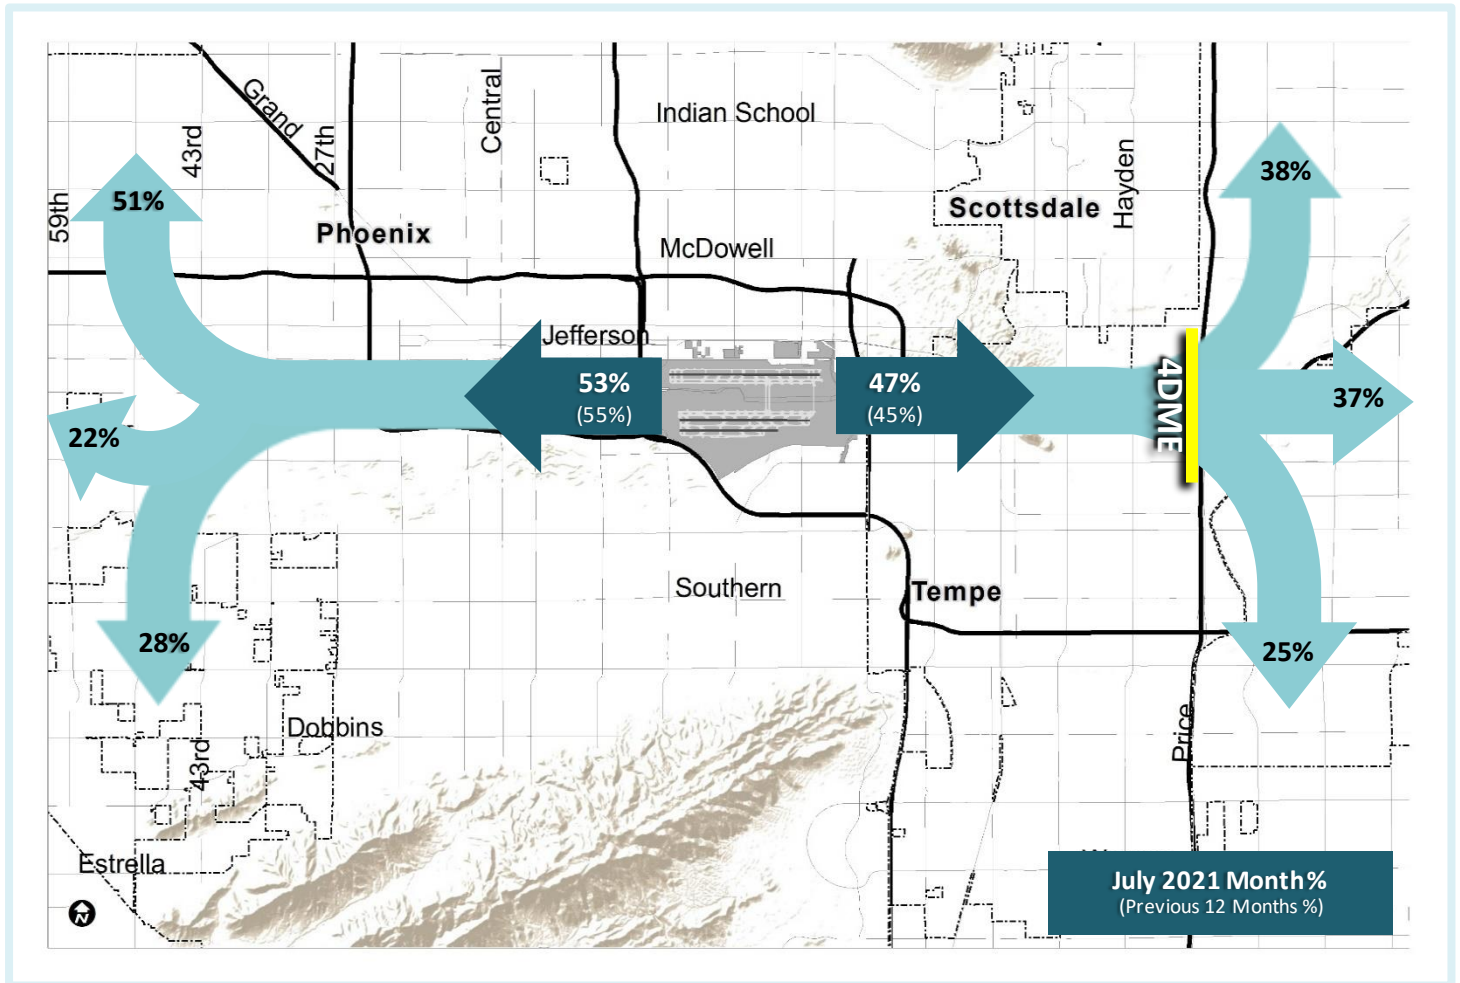 Grand
43rd
27th
Central
Indian School
Hayden
59th
51%
38%
Phoenix
Scottsdale
McDowell
Jefferson
53%
(55%)
47%
(45%)
4DME
37%
22%
Southern
Tempe
28%
25%
Dobbins
43rd
Price
Estrella
N
July 2021 Month%
(Previous 12 Months %)